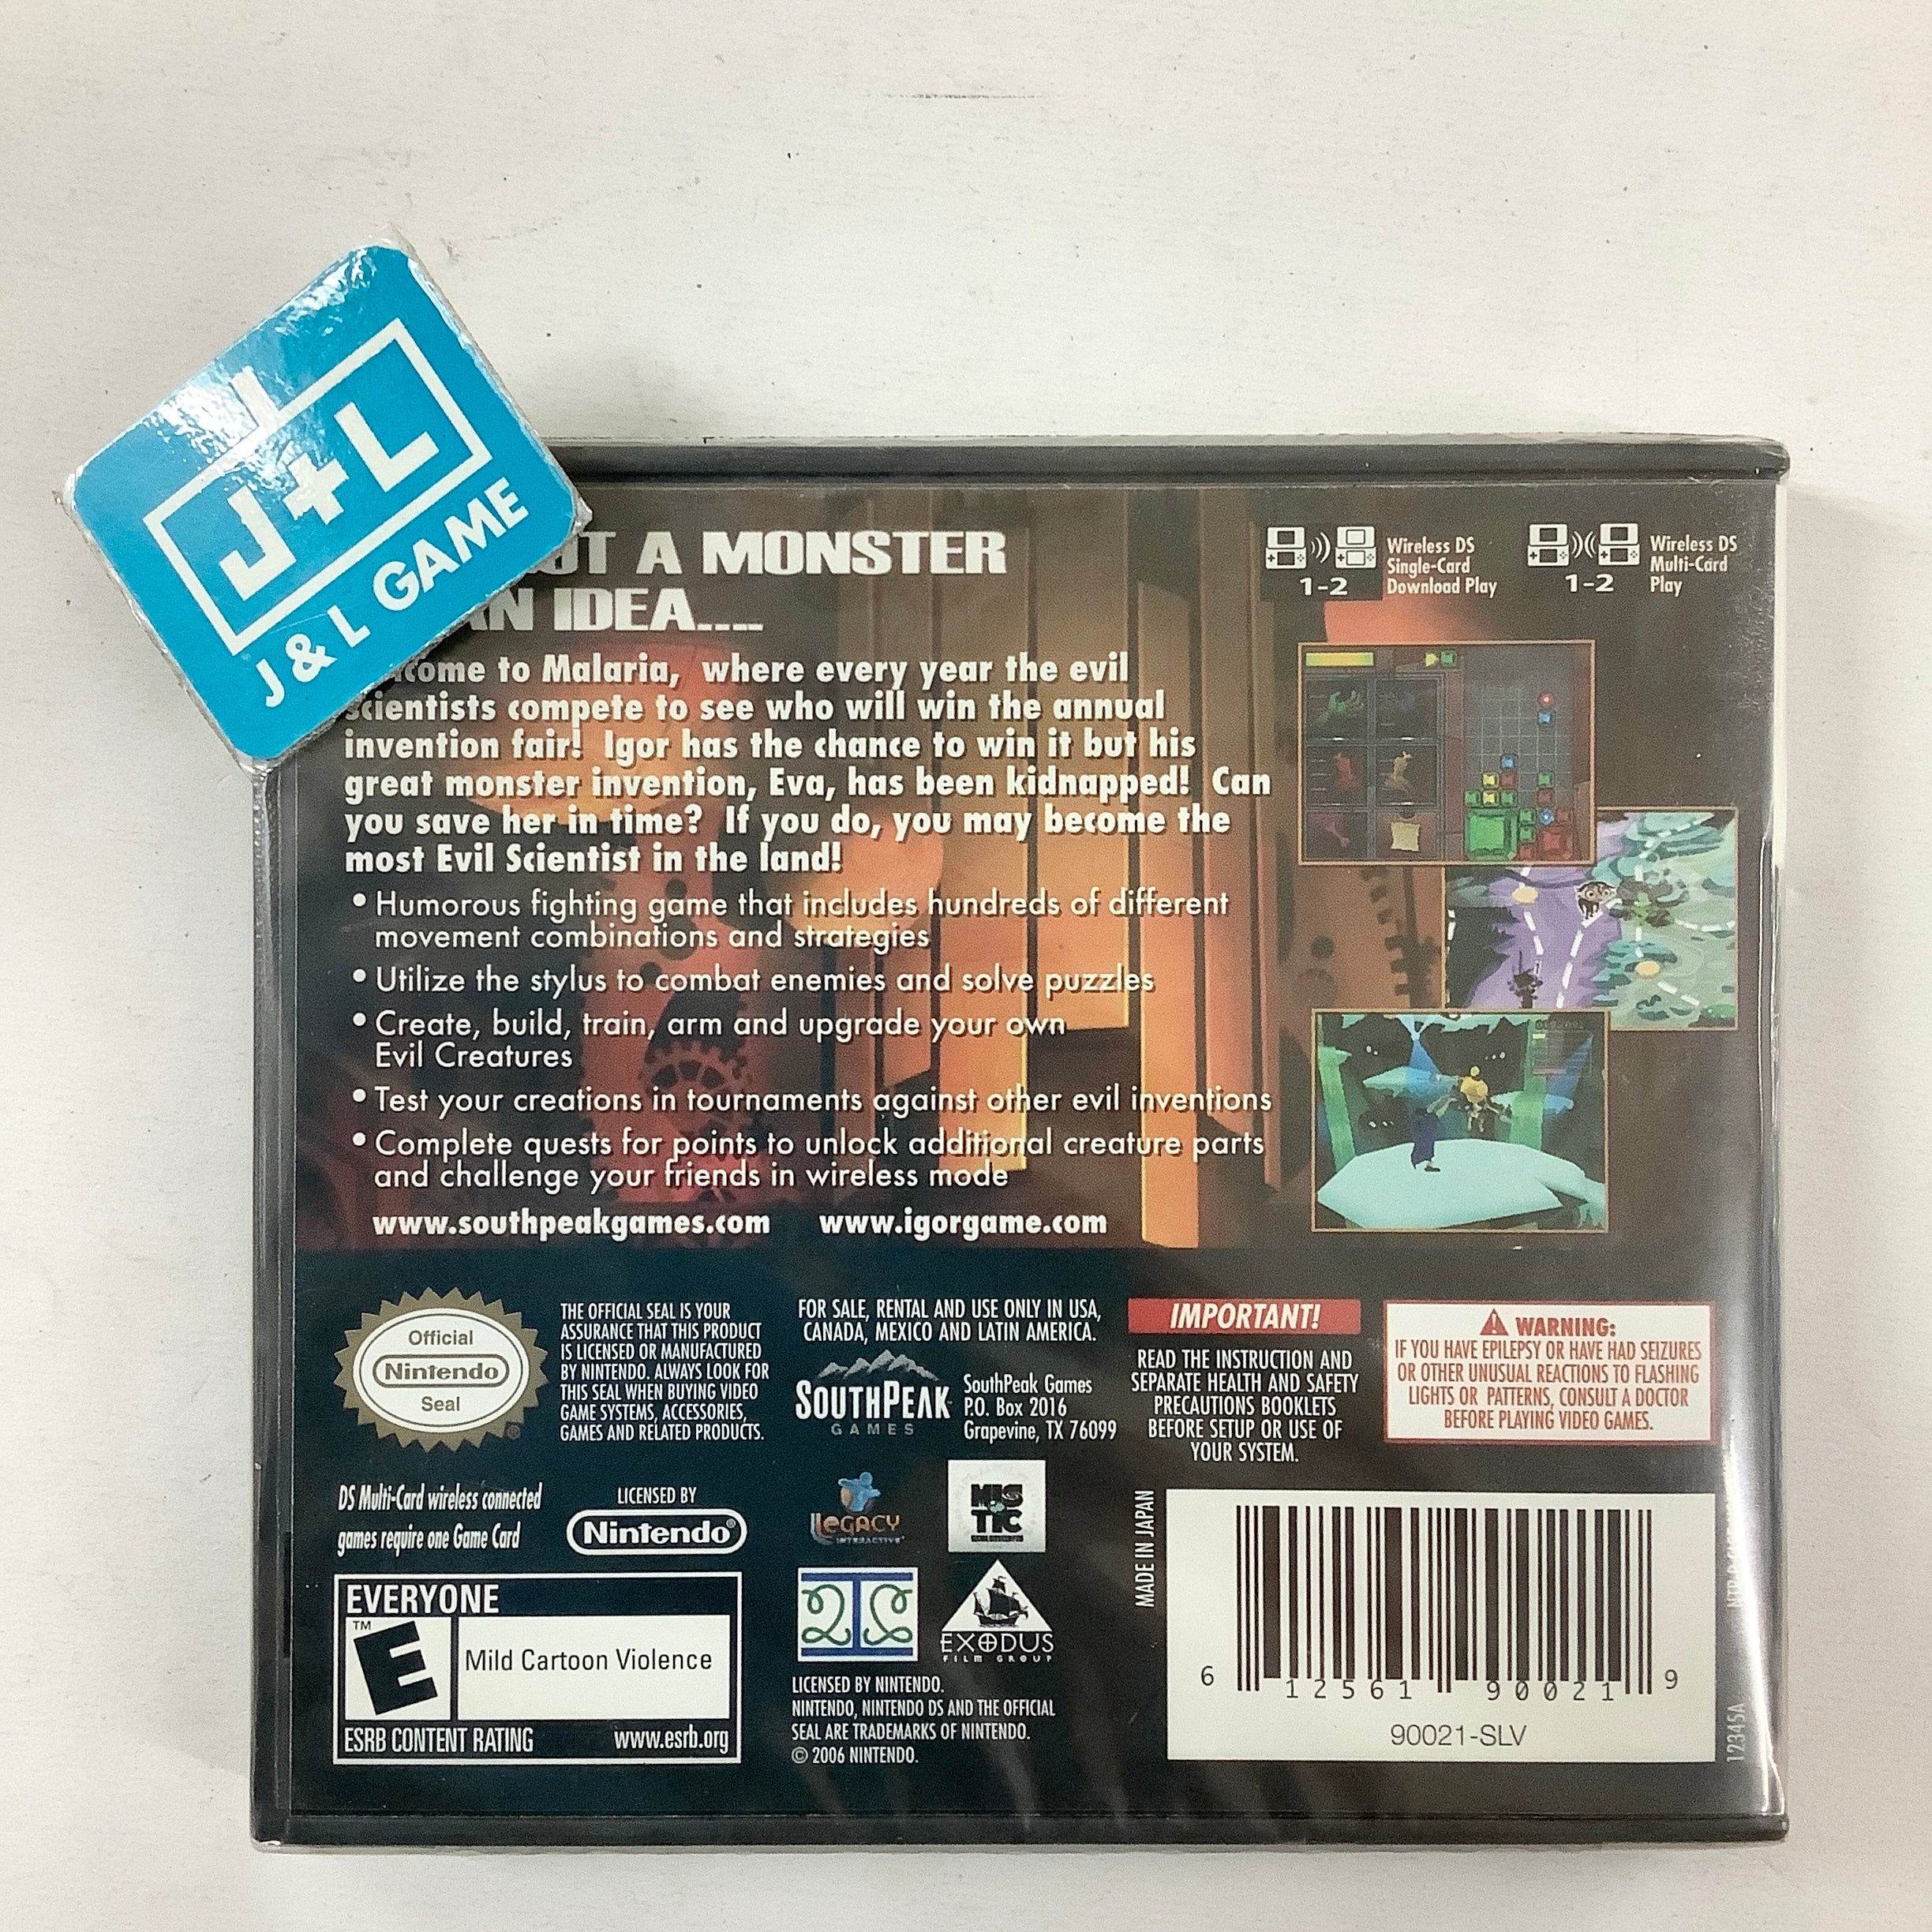 J+L
J & L GAME
A MONSTER
AN IDEA....
to Malaria, where every year the evil
scientists compete to see who will win the annual
invention fair! Igor has the chance to win it but his
great monster invention, Eva, has been kidnapped! Can
you save her in time? If you do, you may become the
most Evil Scientist in the land!
• Humorous fighting game that includes hundreds of different
movement combinations and strategies
• Utilize the stylus to combat enemies and solve puzzles
• Create, build, train, arm and upgrade your own
Evil Creatures
• Test your creations in tournaments against other evil inventions
• Complete quests for points to unlock additional creature parts
and challenge your friends in wireless mode
www.southpeakgames.com www.igorgame.com
1-2
Wireless DS
Single-Card
Download Play
1-2
Wireless DS
Multi-Card
Play
Official
Nintendo
Seal
®
THE OFFICIAL SEAL IS YOUR
ASSURANCE THAT THIS PRODUCT
IS LICENSED OR MANUFACTURED
BY NINTENDO. ALWAYS LOOK FOR
THIS SEAL WHEN BUYING VIDEO
GAME SYSTEMS, ACCESSORIES,
GAMES AND RELATED PRODUCTS.
FOR SALE, RENTAL AND USE ONLY IN USA,
CANADA, MEXICO AND LATIN AMERICA.
SOUTHPEAK
GAMES
SouthPeak Games
P.O. Box 2016
Grapevine, TX 76099
IMPORTANT!
READ THE INSTRUCTION AND
SEPARATE HEALTH AND SAFETY
PRECAUTIONS BOOKLETS
BEFORE SETUP OR USE OF
YOUR SYSTEM.
WARNING:
IF YOU HAVE EPILEPSY OR HAVE HAD SEIZURES
OR OTHER UNUSUAL REACTIONS TO FLASHING
LIGHTS OR PATTERNS, CONSULT A DOCTOR
BEFORE PLAYING VIDEO GAMES.
DS Multi-Card wireless connected
games require one Game Card
LICENSED BY
Nintendo®
LEGACY
INTERACTIVE
MIS
TIC
EXODUS
FILM GROUP
EVERYONE
™
E
Mild Cartoon Violence
ESRB CONTENT RATING www.esrb.org
LICENSED BY NINTENDO.
NINTENDO, NINTENDO DS AND THE OFFICIAL
SEAL ARE TRADEMARKS OF NINTENDO.
© 2006 NINTENDO.
MADE IN JAPAN
6 12561 90021 9
90021-SLV
12345A